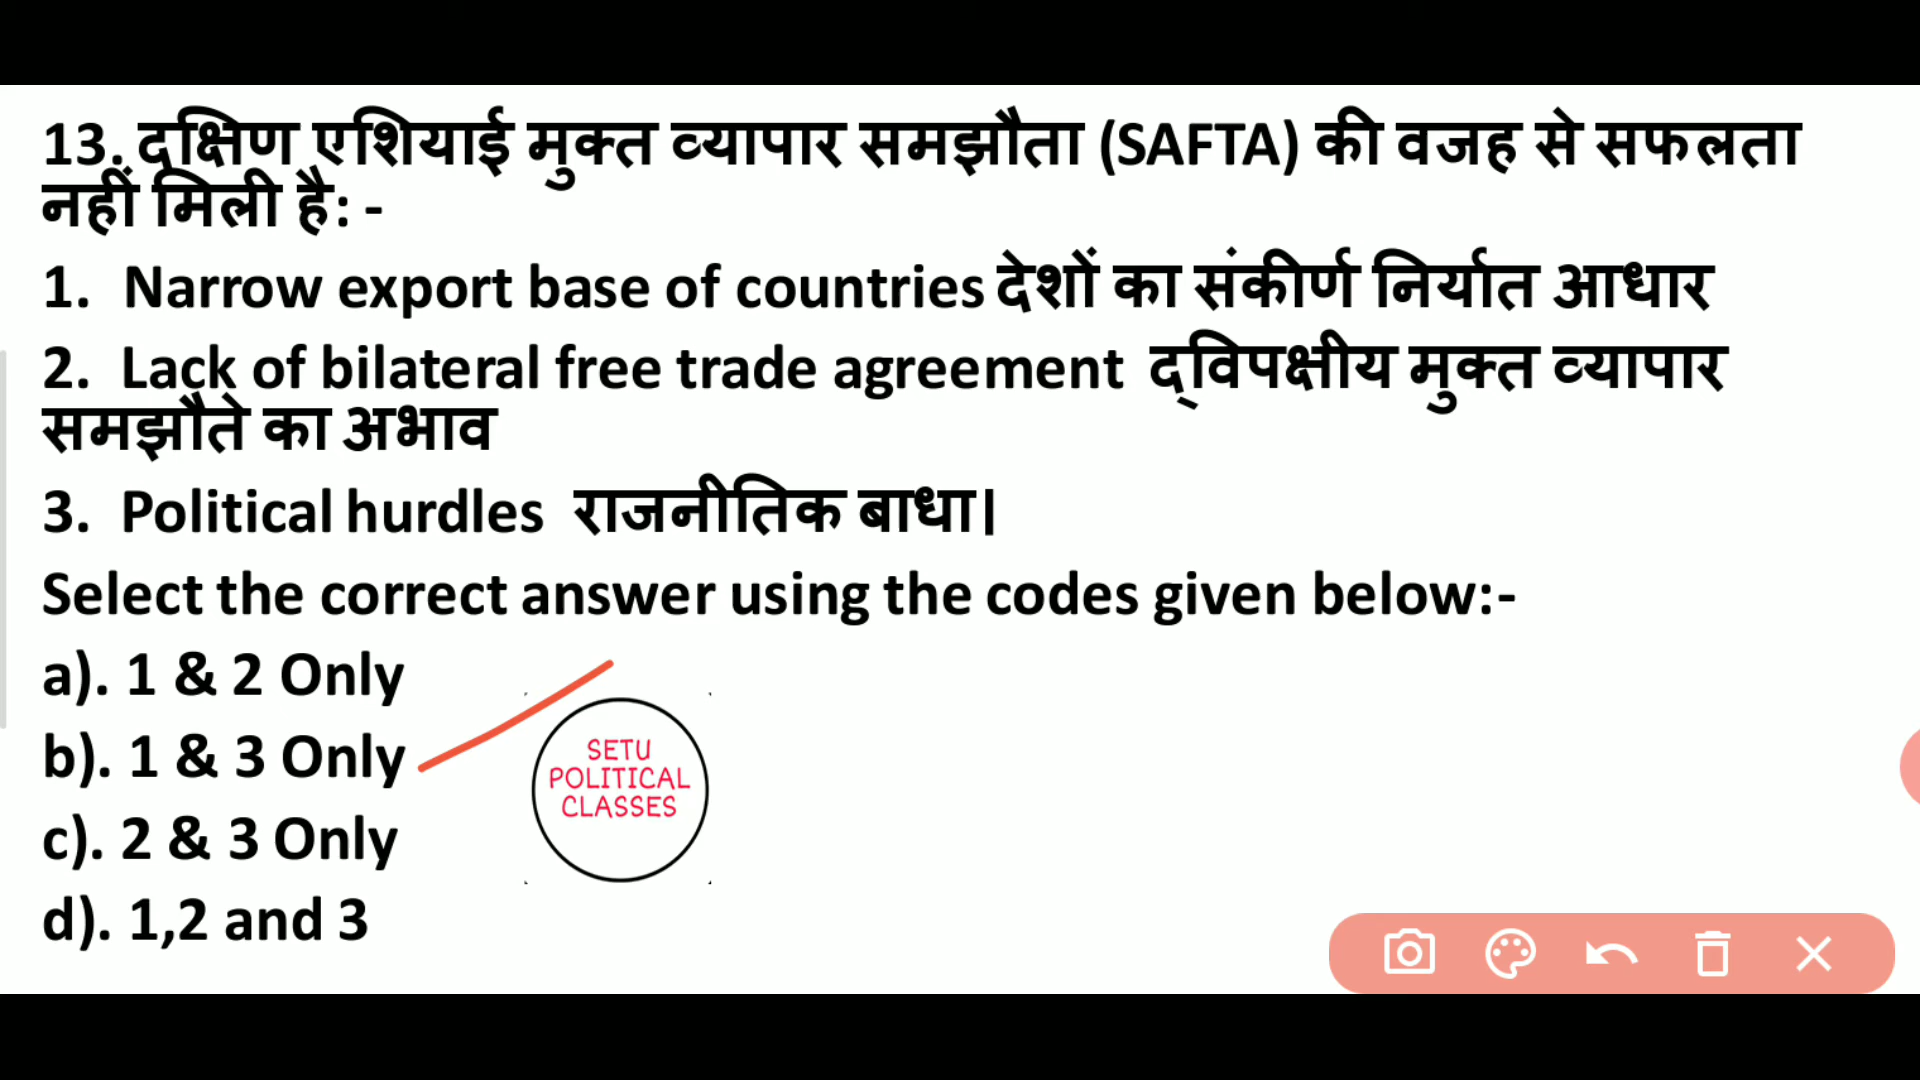 13. दक्षिण एशियाई मुक्त व्यापार समझौता (SAFTA) की वजह से सफलता
नहीं मिली है: -
1. Narrow export base of countries देशों का संकीर्ण निर्यात आधार
2. Lack of bilateral free trade agreement द्विपक्षीय मुक्त व्यापार
समझौते का अभाव
3. Political hurdles राजनीतिक बाधा।
Select the correct answer using the codes given below:-
a). 1 & 2 Only
b). 1 & 3 Only
c). 2 & 3 Only
d). 1,2 and 3
SETU
POLITICAL
CLASSES